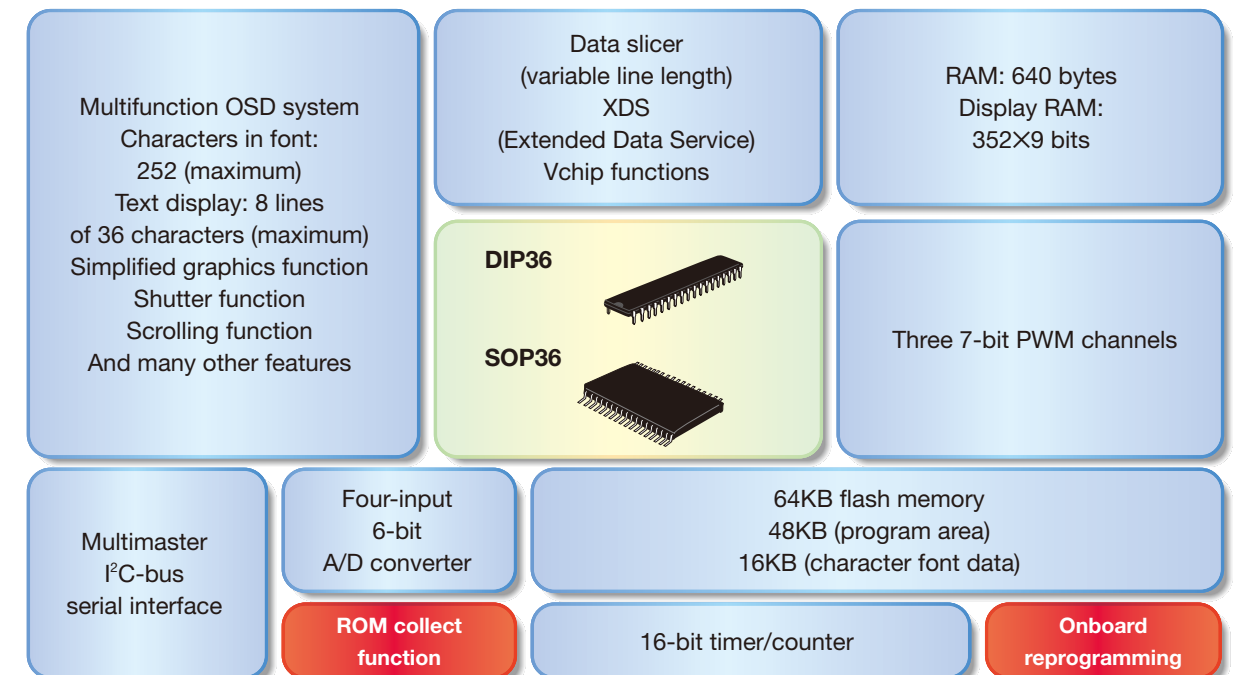 Multifunction OSD system
Characters in font:
252 (maximum)
Text display: 8 lines
of 36 characters (maximum)
Simplified graphics function
Shutter function
Scrolling function
And many other features
Data slicer
(variable line length)
XDS
(Extended Data Service)
Vchip functions
RAM: 640 bytes
Display RAM:
352×9 bits
DIP36
SOP36
Three 7-bit PWM channels
Multimaster
I²C-bus
serial interface
Four-input
6-bit
A/D converter
64KB flash memory
48KB (program area)
16KB (character font data)
ROM collect
function
16-bit timer/counter
Onboard
reprogramming